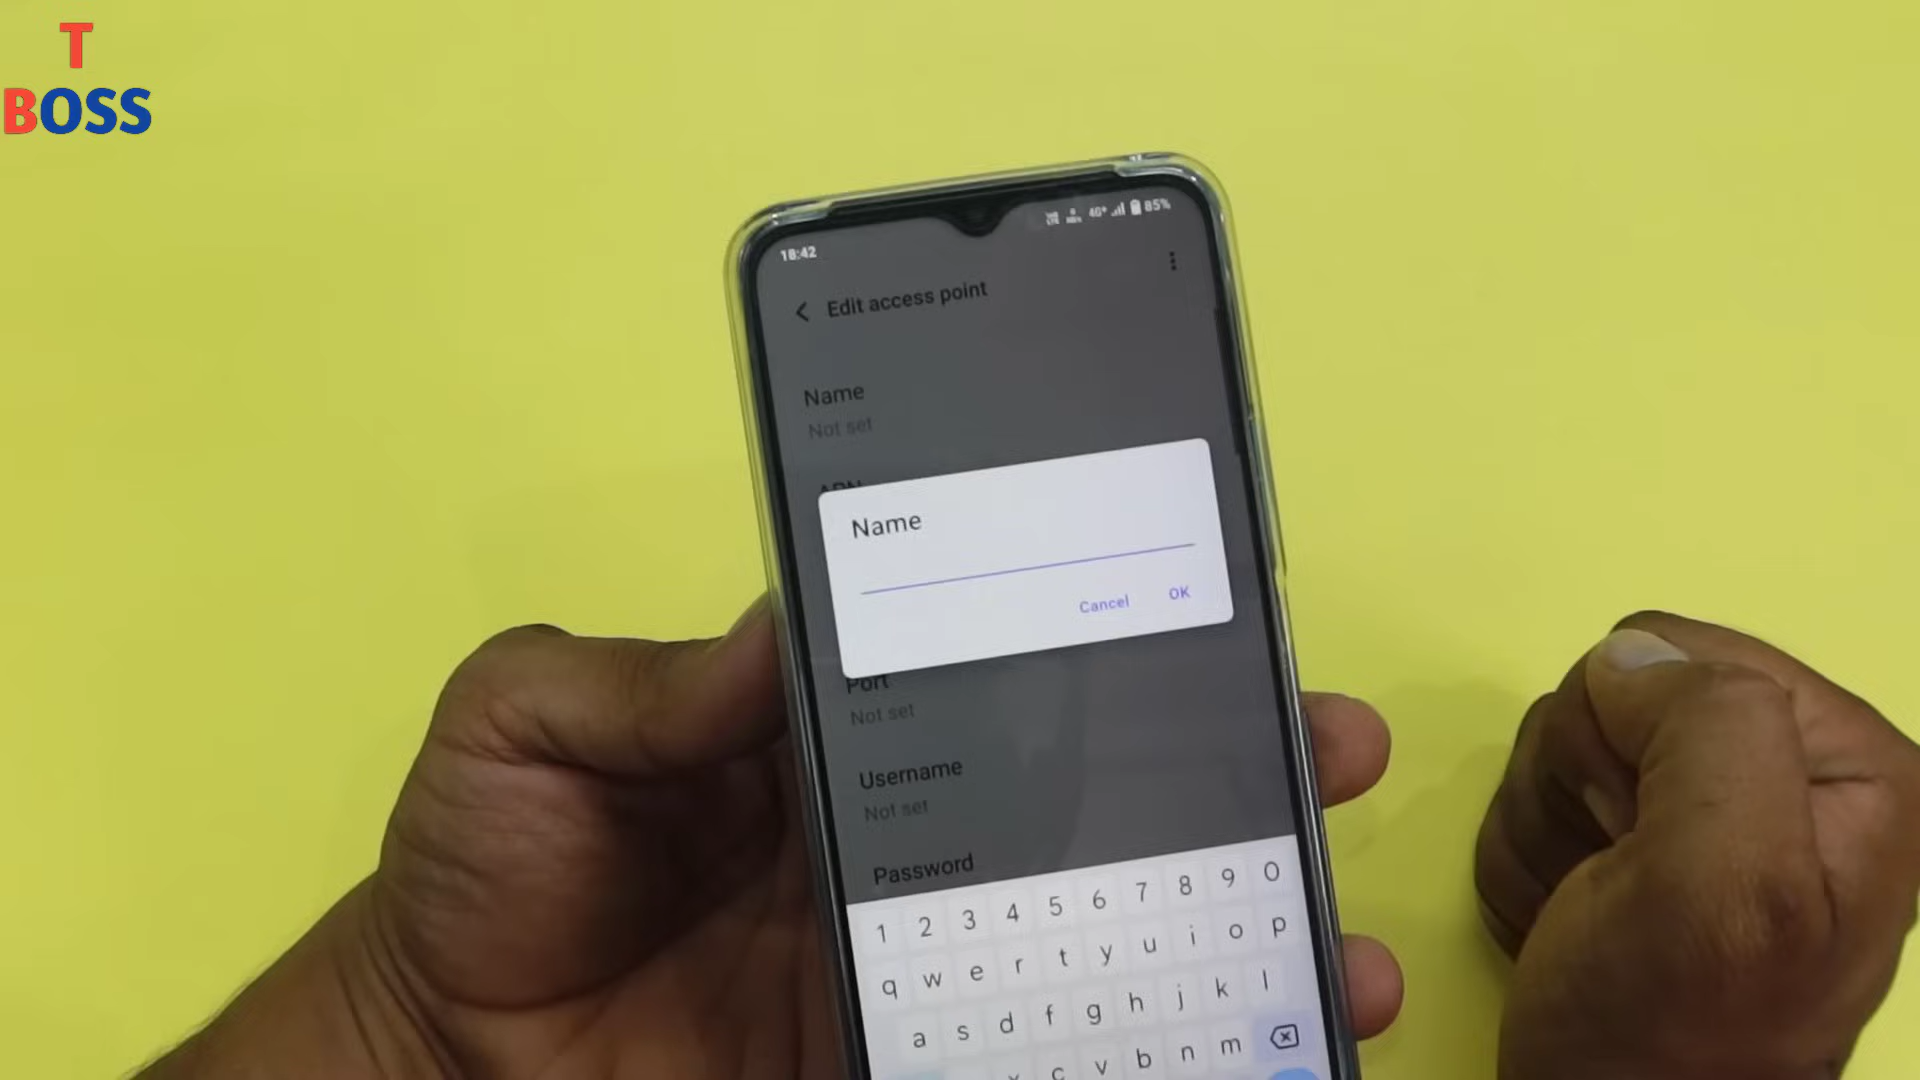 T
BOSS
18:42
4G+
85%
Edit access point
Name
Not set
Name
Cancel
OK
Port
Not set
Username
Not set
Password
1 2 3 4 5 6 7 8 9 0
q w e r t y u i o p
a s d f g h j k l
c v b n m